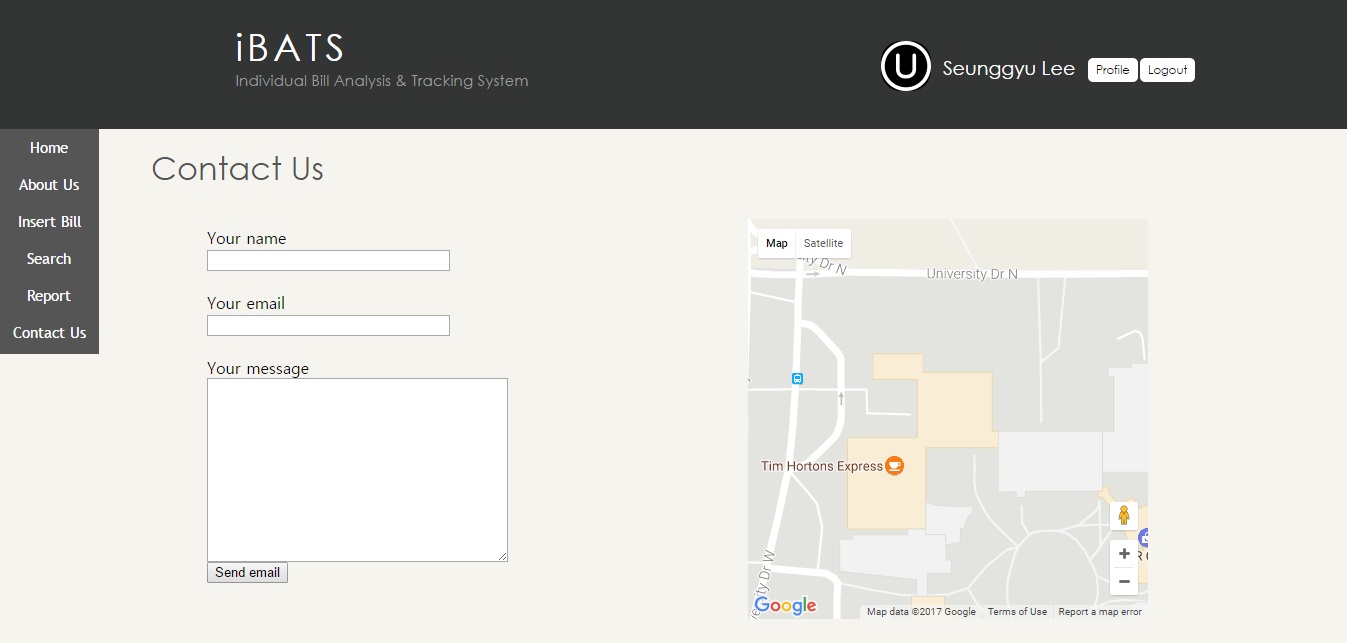 iBATS
Individual Bill Analysis & Tracking System
U
Seunggyu Lee
Profile
Logout
Home
About Us
Insert Bill
Search
Report
Contact Us
Contact Us
Your name
Your email
Your message
Send email
Map
Satellite
Dr N
University Dr N
Tim Hortons Express
Dr W
Google
Map data ©2017 Google
Terms of Use
Report a map error